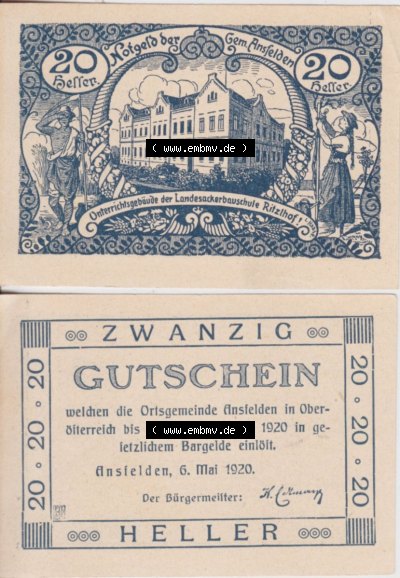 Notgeld der Gem. Ansfelden
20 Heller
20 Heller
( www.embmv.de )
Unterrichtsgebäude der Landesackerbauschule Ritzlhof!
ZWANZIG
20 ∘ 20 ∘ 20
20 ∘ 20 ∘ 20
GUTSCHEIN
welchen die Ortsgemeinde Ansfelden in Ober-
österreich bis ( www.embmv.de ) 1920 in ge-
setzlichem Bargelde einlöst.
Ansfelden, 6. Mai 1920.
Der Bürgermeister:
HELLER